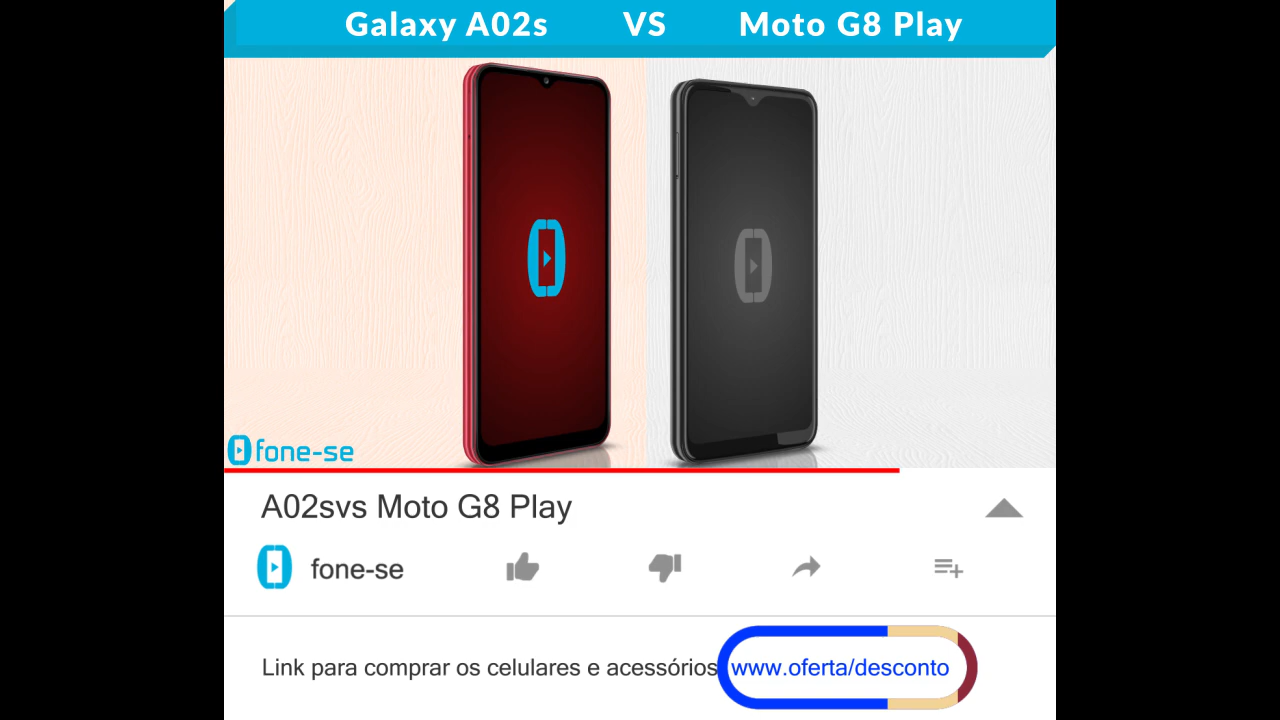 Galaxy A02s VS Moto G8 Play
fone-se
A02svs Moto G8 Play
fone-se
Link para comprar os celulares e acessórios www.oferta/desconto